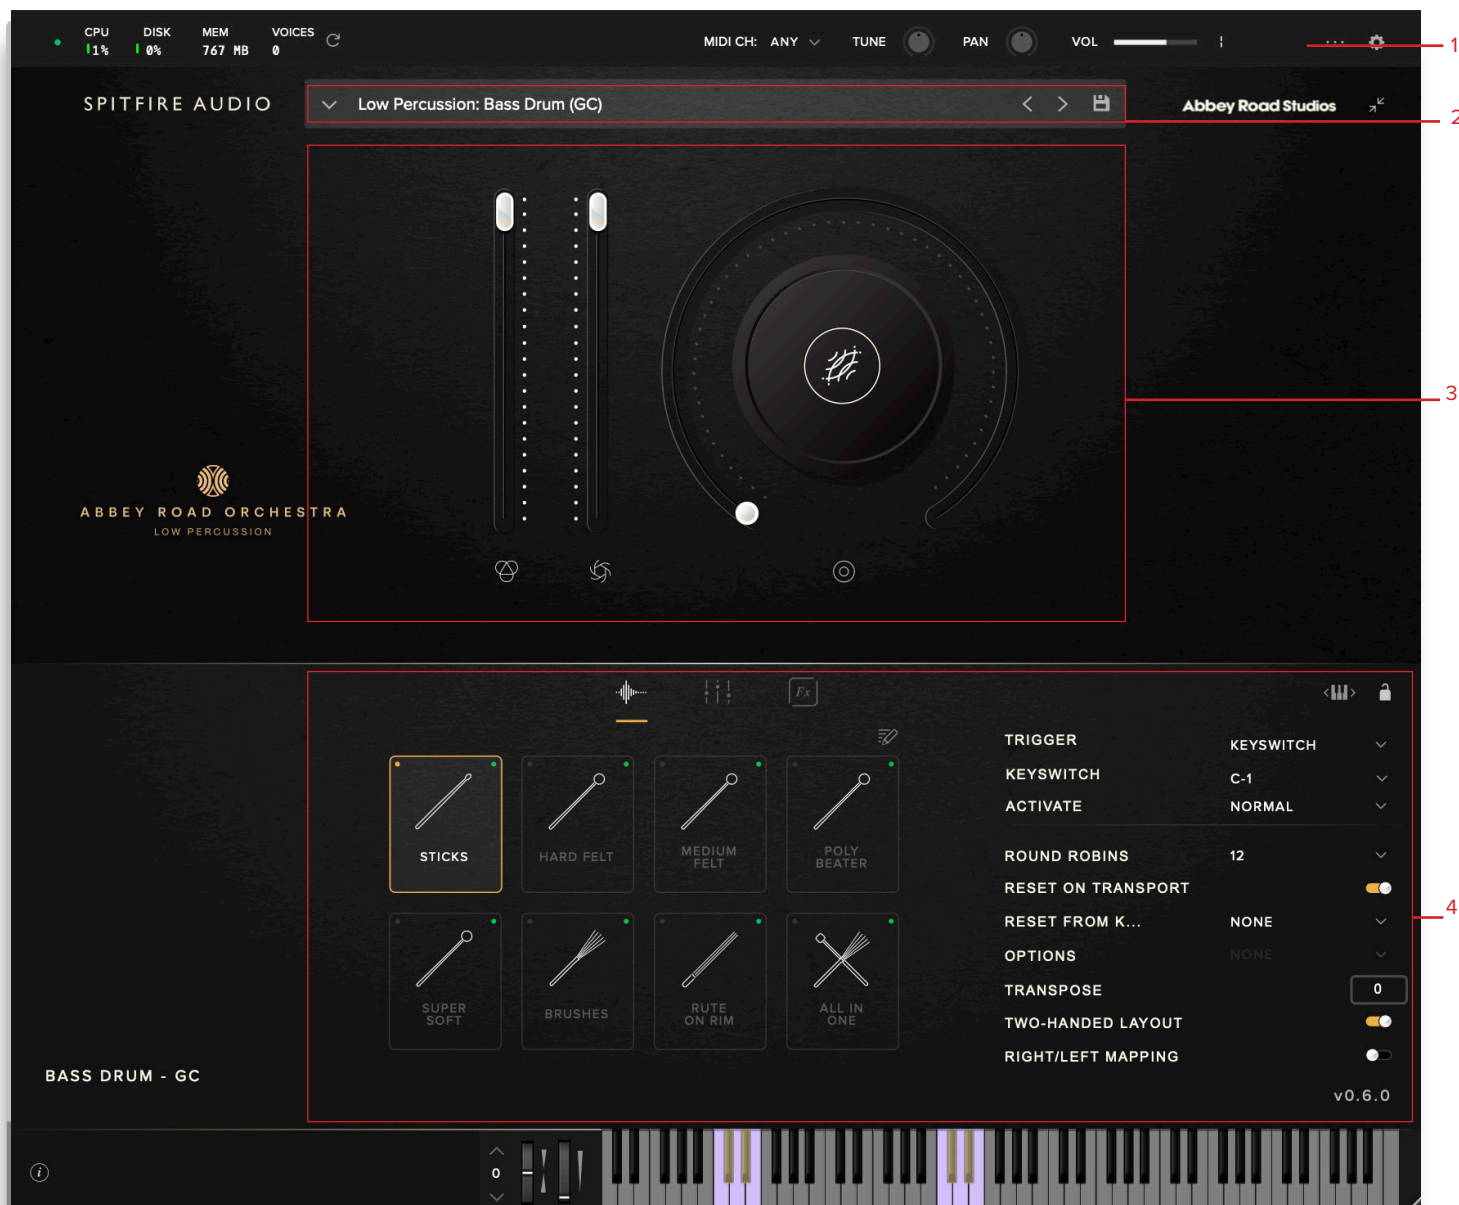 CPU DISK MEM VOICES
1% 0% 767 MB 0
MIDI CH: ANY TUNE PAN VOL
1
SPITFIRE AUDIO
Low Percussion: Bass Drum (GC)
Abbey Road Studios
2
3
ABBEY ROAD ORCHESTRA
LOW PERCUSSION
Fx
TRIGGER KEYSWITCH
KEYSWITCH C-1
ACTIVATE NORMAL
STICKS
HARD FELT
MEDIUM
FELT
POLY
BEATER
ROUND ROBINS 12
RESET ON TRANSPORT
4
RESET FROM K... NONE
OPTIONS NONE
TRANSPOSE 0
TWO-HANDED LAYOUT
RIGHT/LEFT MAPPING
SUPER
SOFT
BRUSHES
RUTE
ON RIM
ALL IN
ONE
BASS DRUM - GC
v0.6.0
i
0